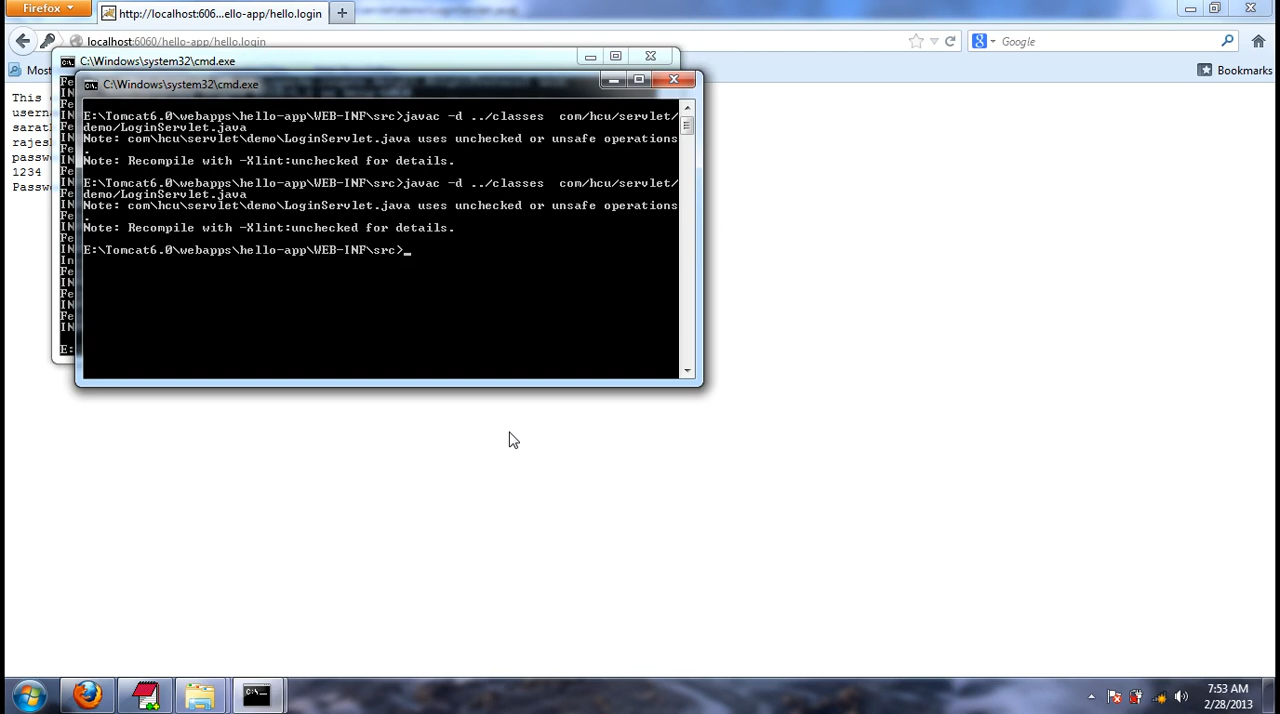 Firefox
http://localhost:606...ello-app/hello.login
localhost:6060/hello-app/hello.login
Google
Most
Bookmarks
C:\Windows\system32\cmd.exe
C:\Windows\system32\cmd.exe
This
usern
sarat
rajesh
passwo
1234
Passw
E:\Tomcat6.0\webapps\hello-app\WEB-INF\src>javac -d ../classes  com/hcu/servlet/
demo/LoginServlet.java
Note: com\hcu\servlet\demo\LoginServlet.java uses unchecked or unsafe operations
.
Note: Recompile with -Xlint:unchecked for details.
E:\Tomcat6.0\webapps\hello-app\WEB-INF\src>javac -d ../classes  com/hcu/servlet/
demo/LoginServlet.java
Note: com\hcu\servlet\demo\LoginServlet.java uses unchecked or unsafe operations
.
Note: Recompile with -Xlint:unchecked for details.
E:\Tomcat6.0\webapps\hello-app\WEB-INF\src>_
E:
7:53 AM
2/28/2013